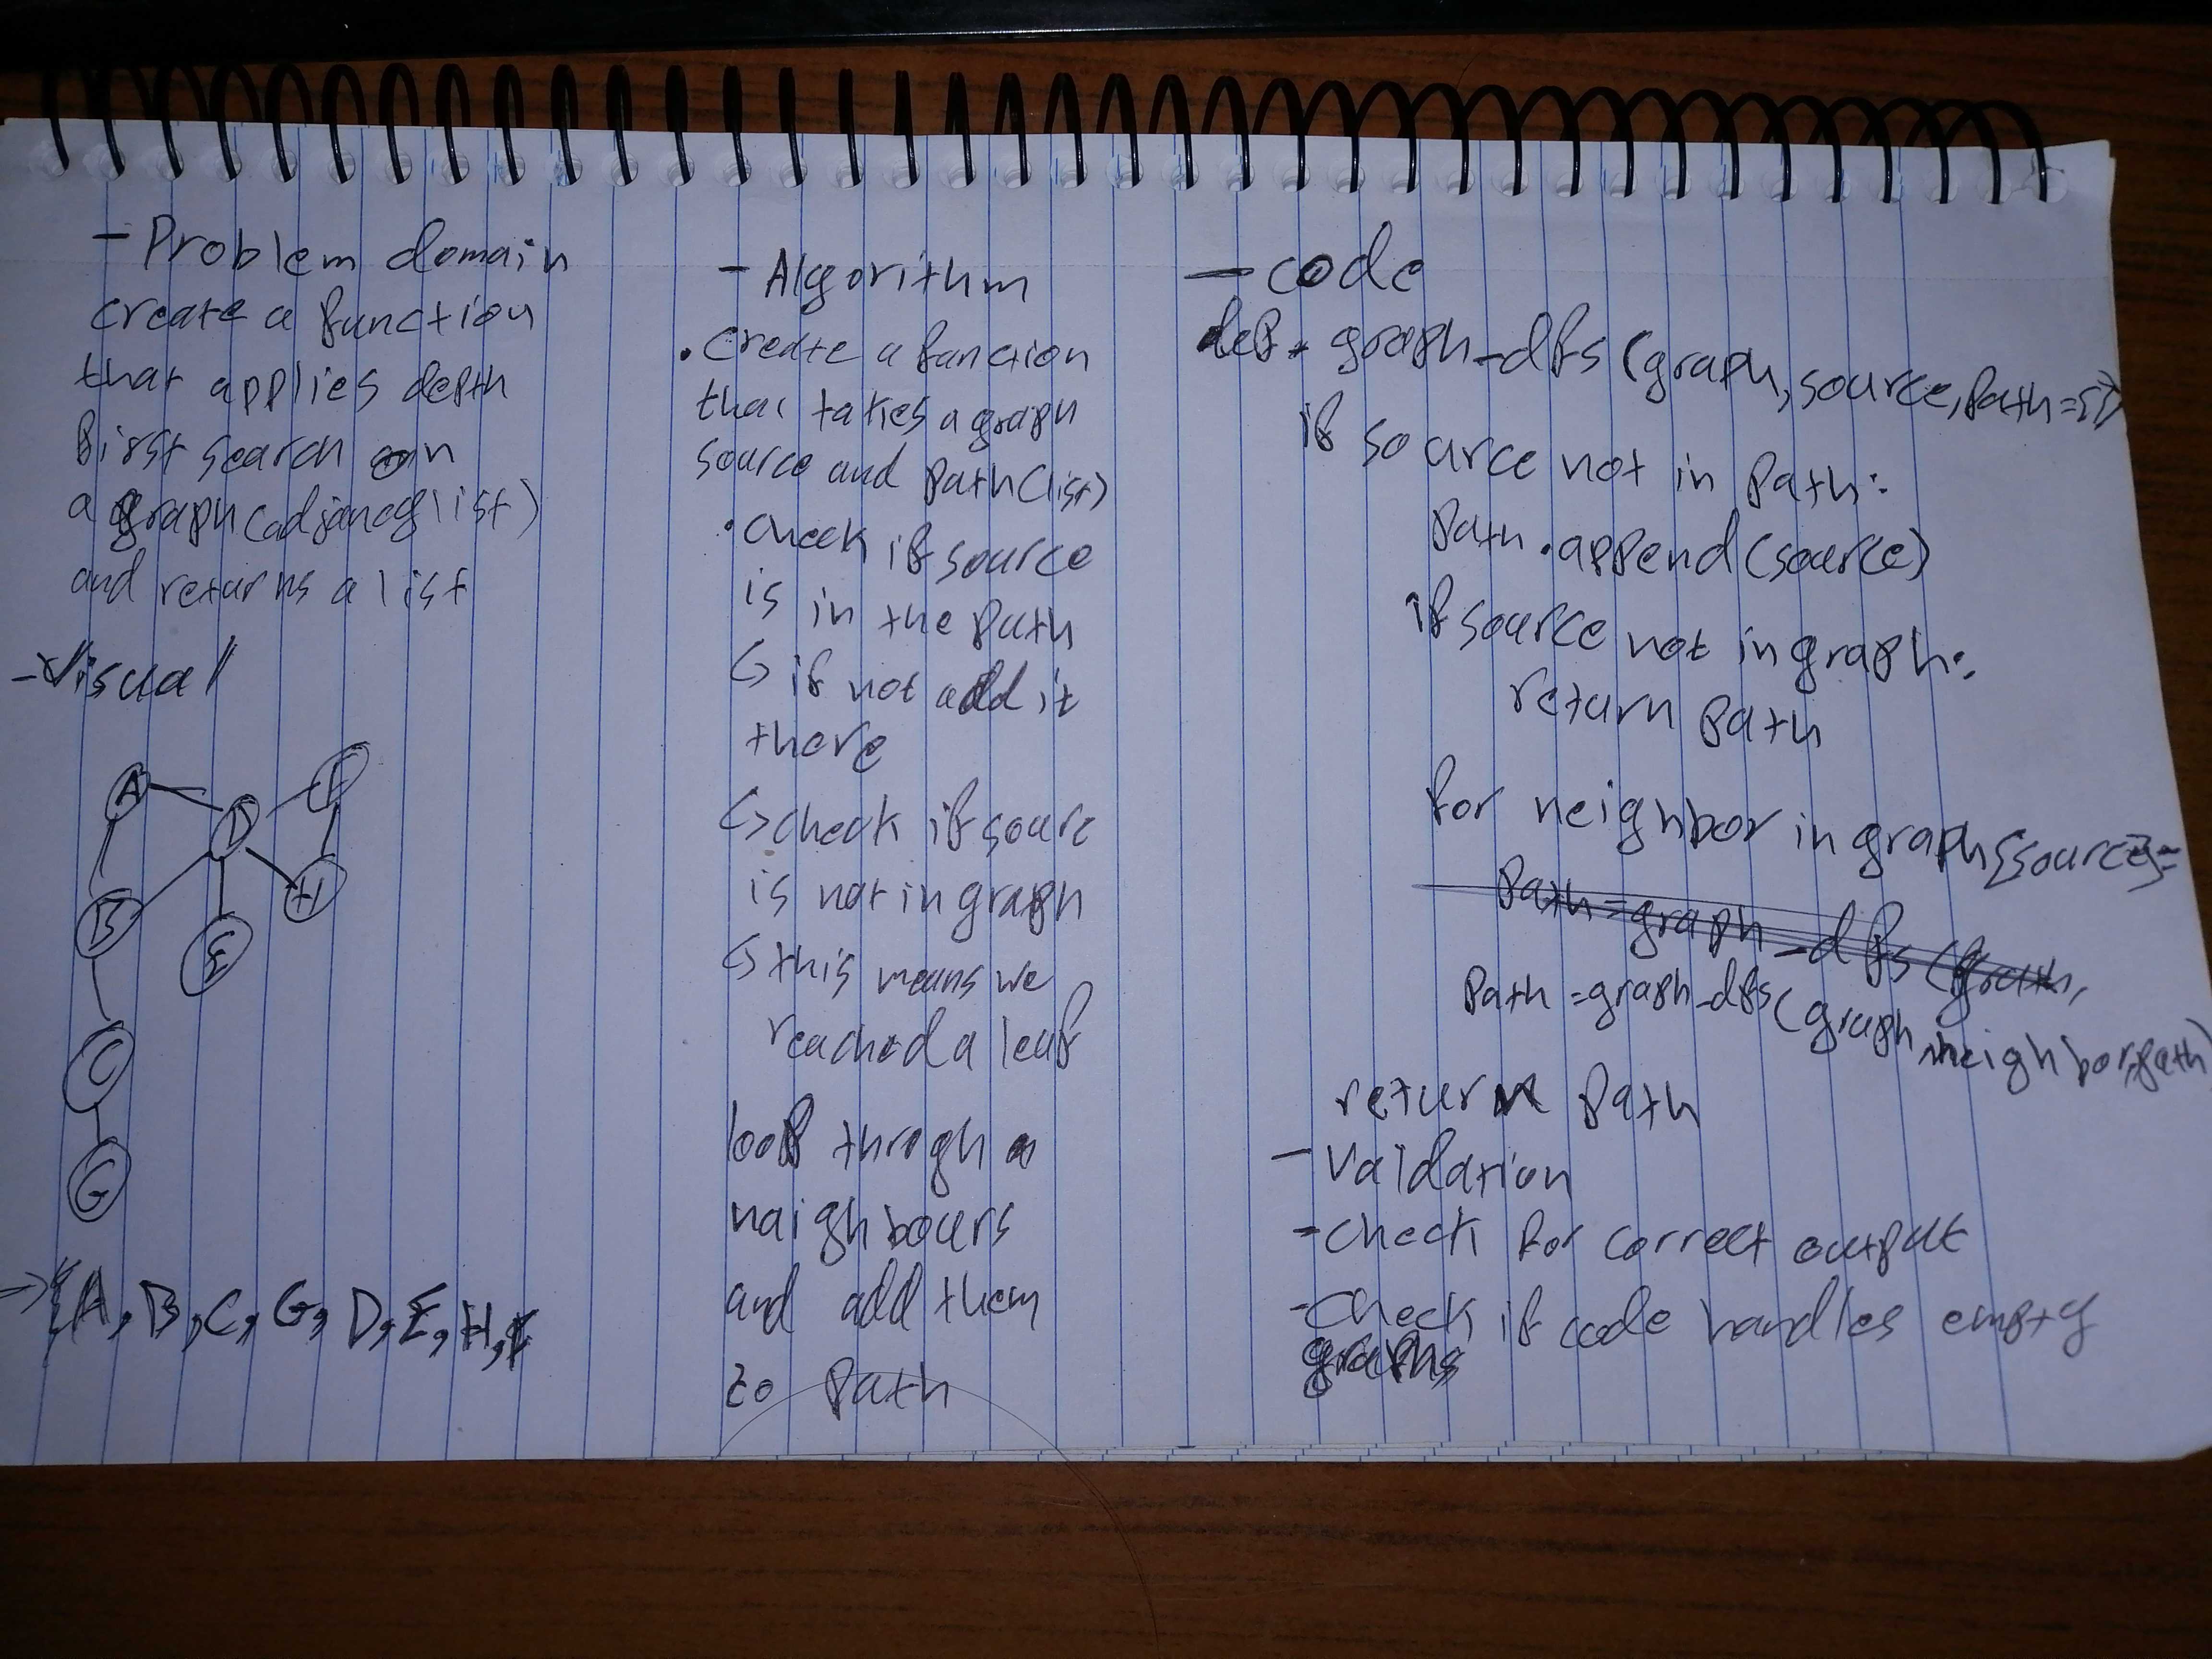 - Problem domain
create a function
that applies depth
first search on
a graph (adjancy list)
and returns a list
- Visual
A
D
F
B
H
E
C
G
→ [A, B, C, G, D, E, H, F
- Algorithm
. create a function
that takes a graph
source and path (list)
. check if source
is in the path
↳ if not add it
there
↳ check if sourc
is not in graph
↳ this means we
reached a leaf
loop throgh a
naighbours
and add them
to path
- code
def graph_dfs (graph, source, path = []
if source not in path:
path.append(source)
if source not in graph:
return path
for neighbor in graph[source]:
path = graph_dfs (
path = graph_dfs (graph, neighbor, path)
return path
- Validation
- check for correct output
- check if code handles empty
graphs